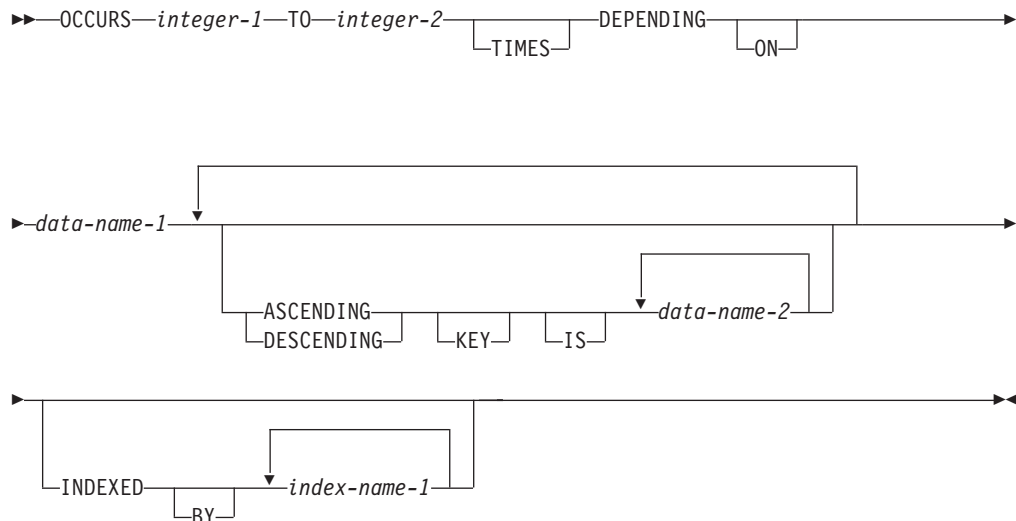 OCCURS integer-1 TO integer-2 DEPENDING
TIMES ON
data-name-1
ASCENDING data-name-2
DESCENDING KEY IS
INDEXED index-name-1
BY